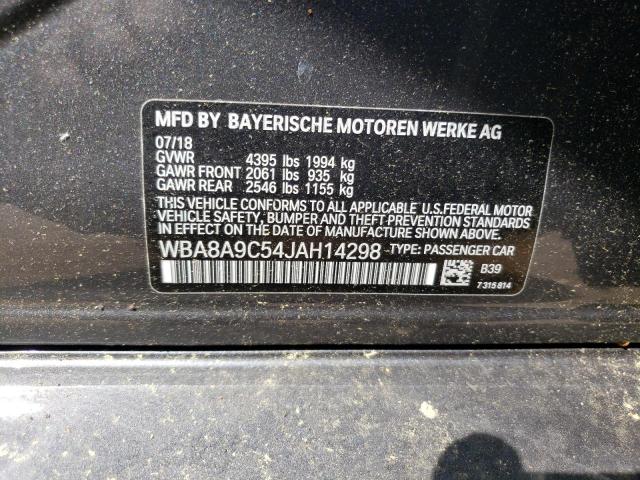 MFD BY BAYERISCHE MOTOREN WERKE AG
07/18
GVWR 4395 lbs 1994 kg
GAWR FRONT 2061 lbs 935 kg
GAWR REAR 2546 lbs 1155 kg
THIS VEHICLE CONFORMS TO ALL APPLICABLE U.S.FEDERAL MOTOR
VEHICLE SAFETY, BUMPER AND THEFT PREVENTION STANDARDS
IN EFFECT ON THE DATE OF MANUFACTURE SHOWN ABOVE.
WBA8A9C54JAH14298 TYPE: PASSENGER CAR
B39
7315814